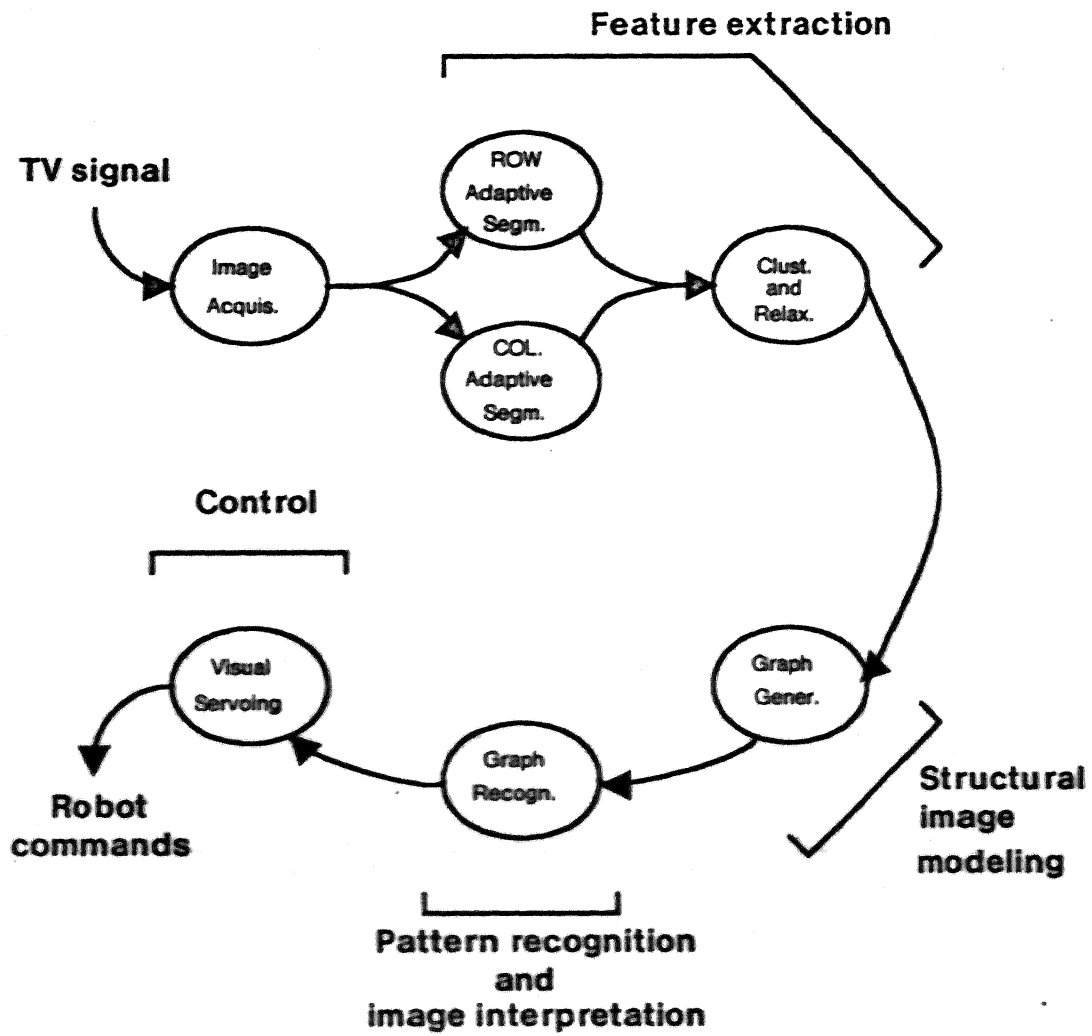 Feature extraction
TV signal
ROW
Adaptive
Segm.
Image
Acquis.
Clust.
and
Relax.
COL.
Adaptive
Segm.
Control
Visual
Servoing
Graph
Gener.
Graph
Recogn.
Robot
commands
Structural
image
modeling
Pattern recognition
and
image interpretation